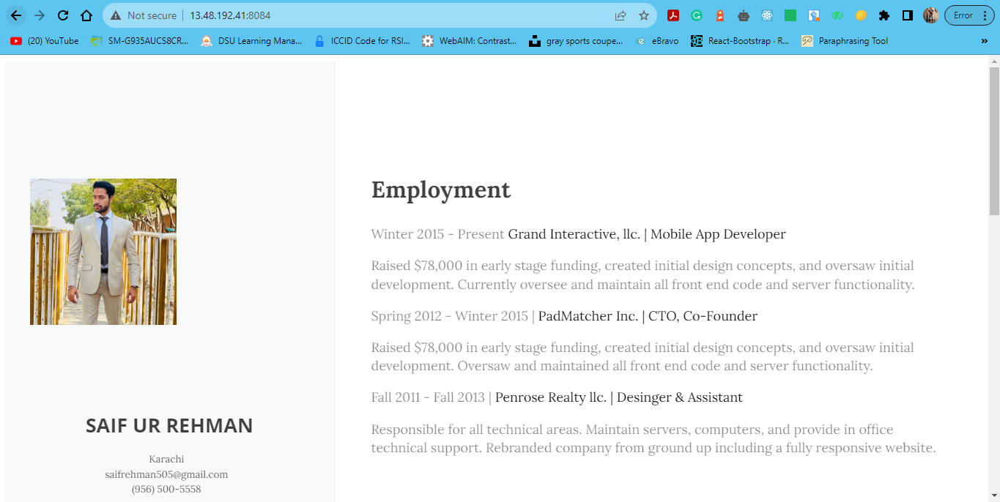 Not secure | 13.48.192.41:8084
Error
(20) YouTube
SM-G935AUCS8CR...
DSU Learning Mana...
ICCID Code for RSI...
WebAIM: Contrast...
gray sports coupe...
eBravo
React-Bootstrap · R...
Paraphrasing Tool
»
SAIF UR REHMAN
Karachi
saifrehman505@gmail.com
(956) 500-5558
Employment
Winter 2015 - Present Grand Interactive, llc. | Mobile App Developer
Raised $78,000 in early stage funding, created initial design concepts, and oversaw initial
development. Currently oversee and maintain all front end code and server functionality.
Spring 2012 - Winter 2015 | PadMatcher Inc. | CTO, Co-Founder
Raised $78,000 in early stage funding, created initial design concepts, and oversaw initial
development. Oversaw and maintained all front end code and server functionality.
Fall 2011 - Fall 2013 | Penrose Realty llc. | Desinger & Assistant
Responsible for all technical areas. Maintain servers, computers, and provide in office
technical support. Rebranded company from ground up including a fully responsive website.